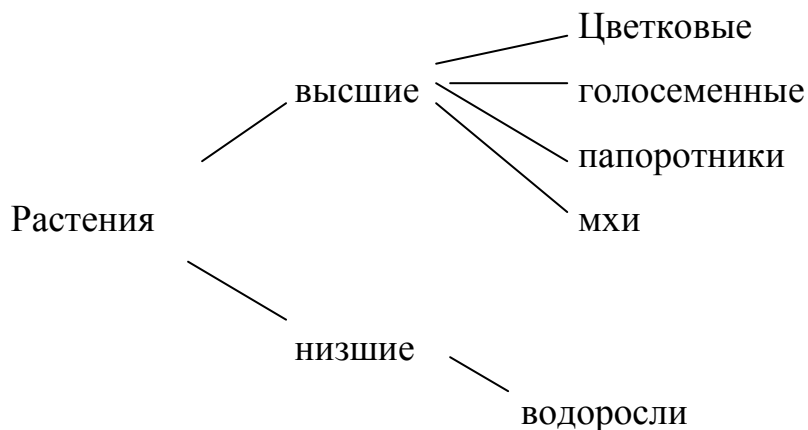 Цветковые
высшие
голосеменные
папоротники
Растения
мхи
низшие
водоросли